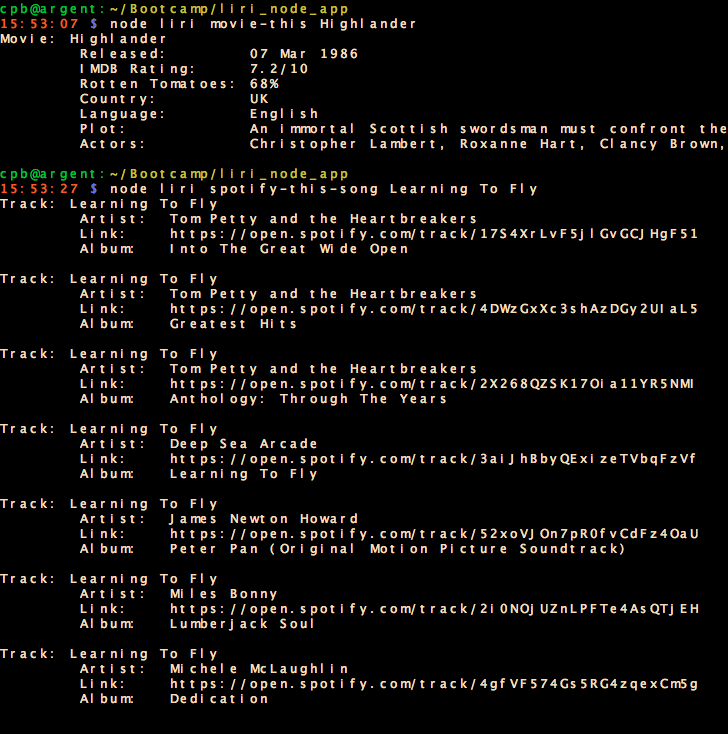 cpb@argent:~/Bootcamp/liri_node_app
15:53:07 $ node liri movie-this Highlander
Movie: Highlander
Released: 07 Mar 1986
IMDB Rating: 7.2/10
Rotten Tomatoes: 68%
Country: UK
Language: English
Plot: An immortal Scottish swordsman must confront the
Actors: Christopher Lambert, Roxanne Hart, Clancy Brown,
cpb@argent:~/Bootcamp/liri_node_app
15:53:27 $ node liri spotify-this-song Learning To Fly
Track: Learning To Fly
Artist: Tom Petty and the Heartbreakers
Link: https://open.spotify.com/track/17S4XrLvF5jlGvGCJHgF51
Album: Into The Great Wide Open
Track: Learning To Fly
Artist: Tom Petty and the Heartbreakers
Link: https://open.spotify.com/track/4DWzGxXc3shAzDGy2UIaL5
Album: Greatest Hits
Track: Learning To Fly
Artist: Tom Petty and the Heartbreakers
Link: https://open.spotify.com/track/2X268QZSK17Oia11YR5NMI
Album: Anthology: Through The Years
Track: Learning To Fly
Artist: Deep Sea Arcade
Link: https://open.spotify.com/track/3aiJhBbyQExizeTVbqFzVf
Album: Learning To Fly
Track: Learning To Fly
Artist: James Newton Howard
Link: https://open.spotify.com/track/52xoVJOn7pR0fvCdFz4OaU
Album: Peter Pan (Original Motion Picture Soundtrack)
Track: Learning To Fly
Artist: Miles Bonny
Link: https://open.spotify.com/track/2i0NOjUZnLPFTe4AsQTjEH
Album: Lumberjack Soul
Track: Learning To Fly
Artist: Michele McLaughlin
Link: https://open.spotify.com/track/4gfVF574Gs5RG4zqexCm5g
Album: Dedication